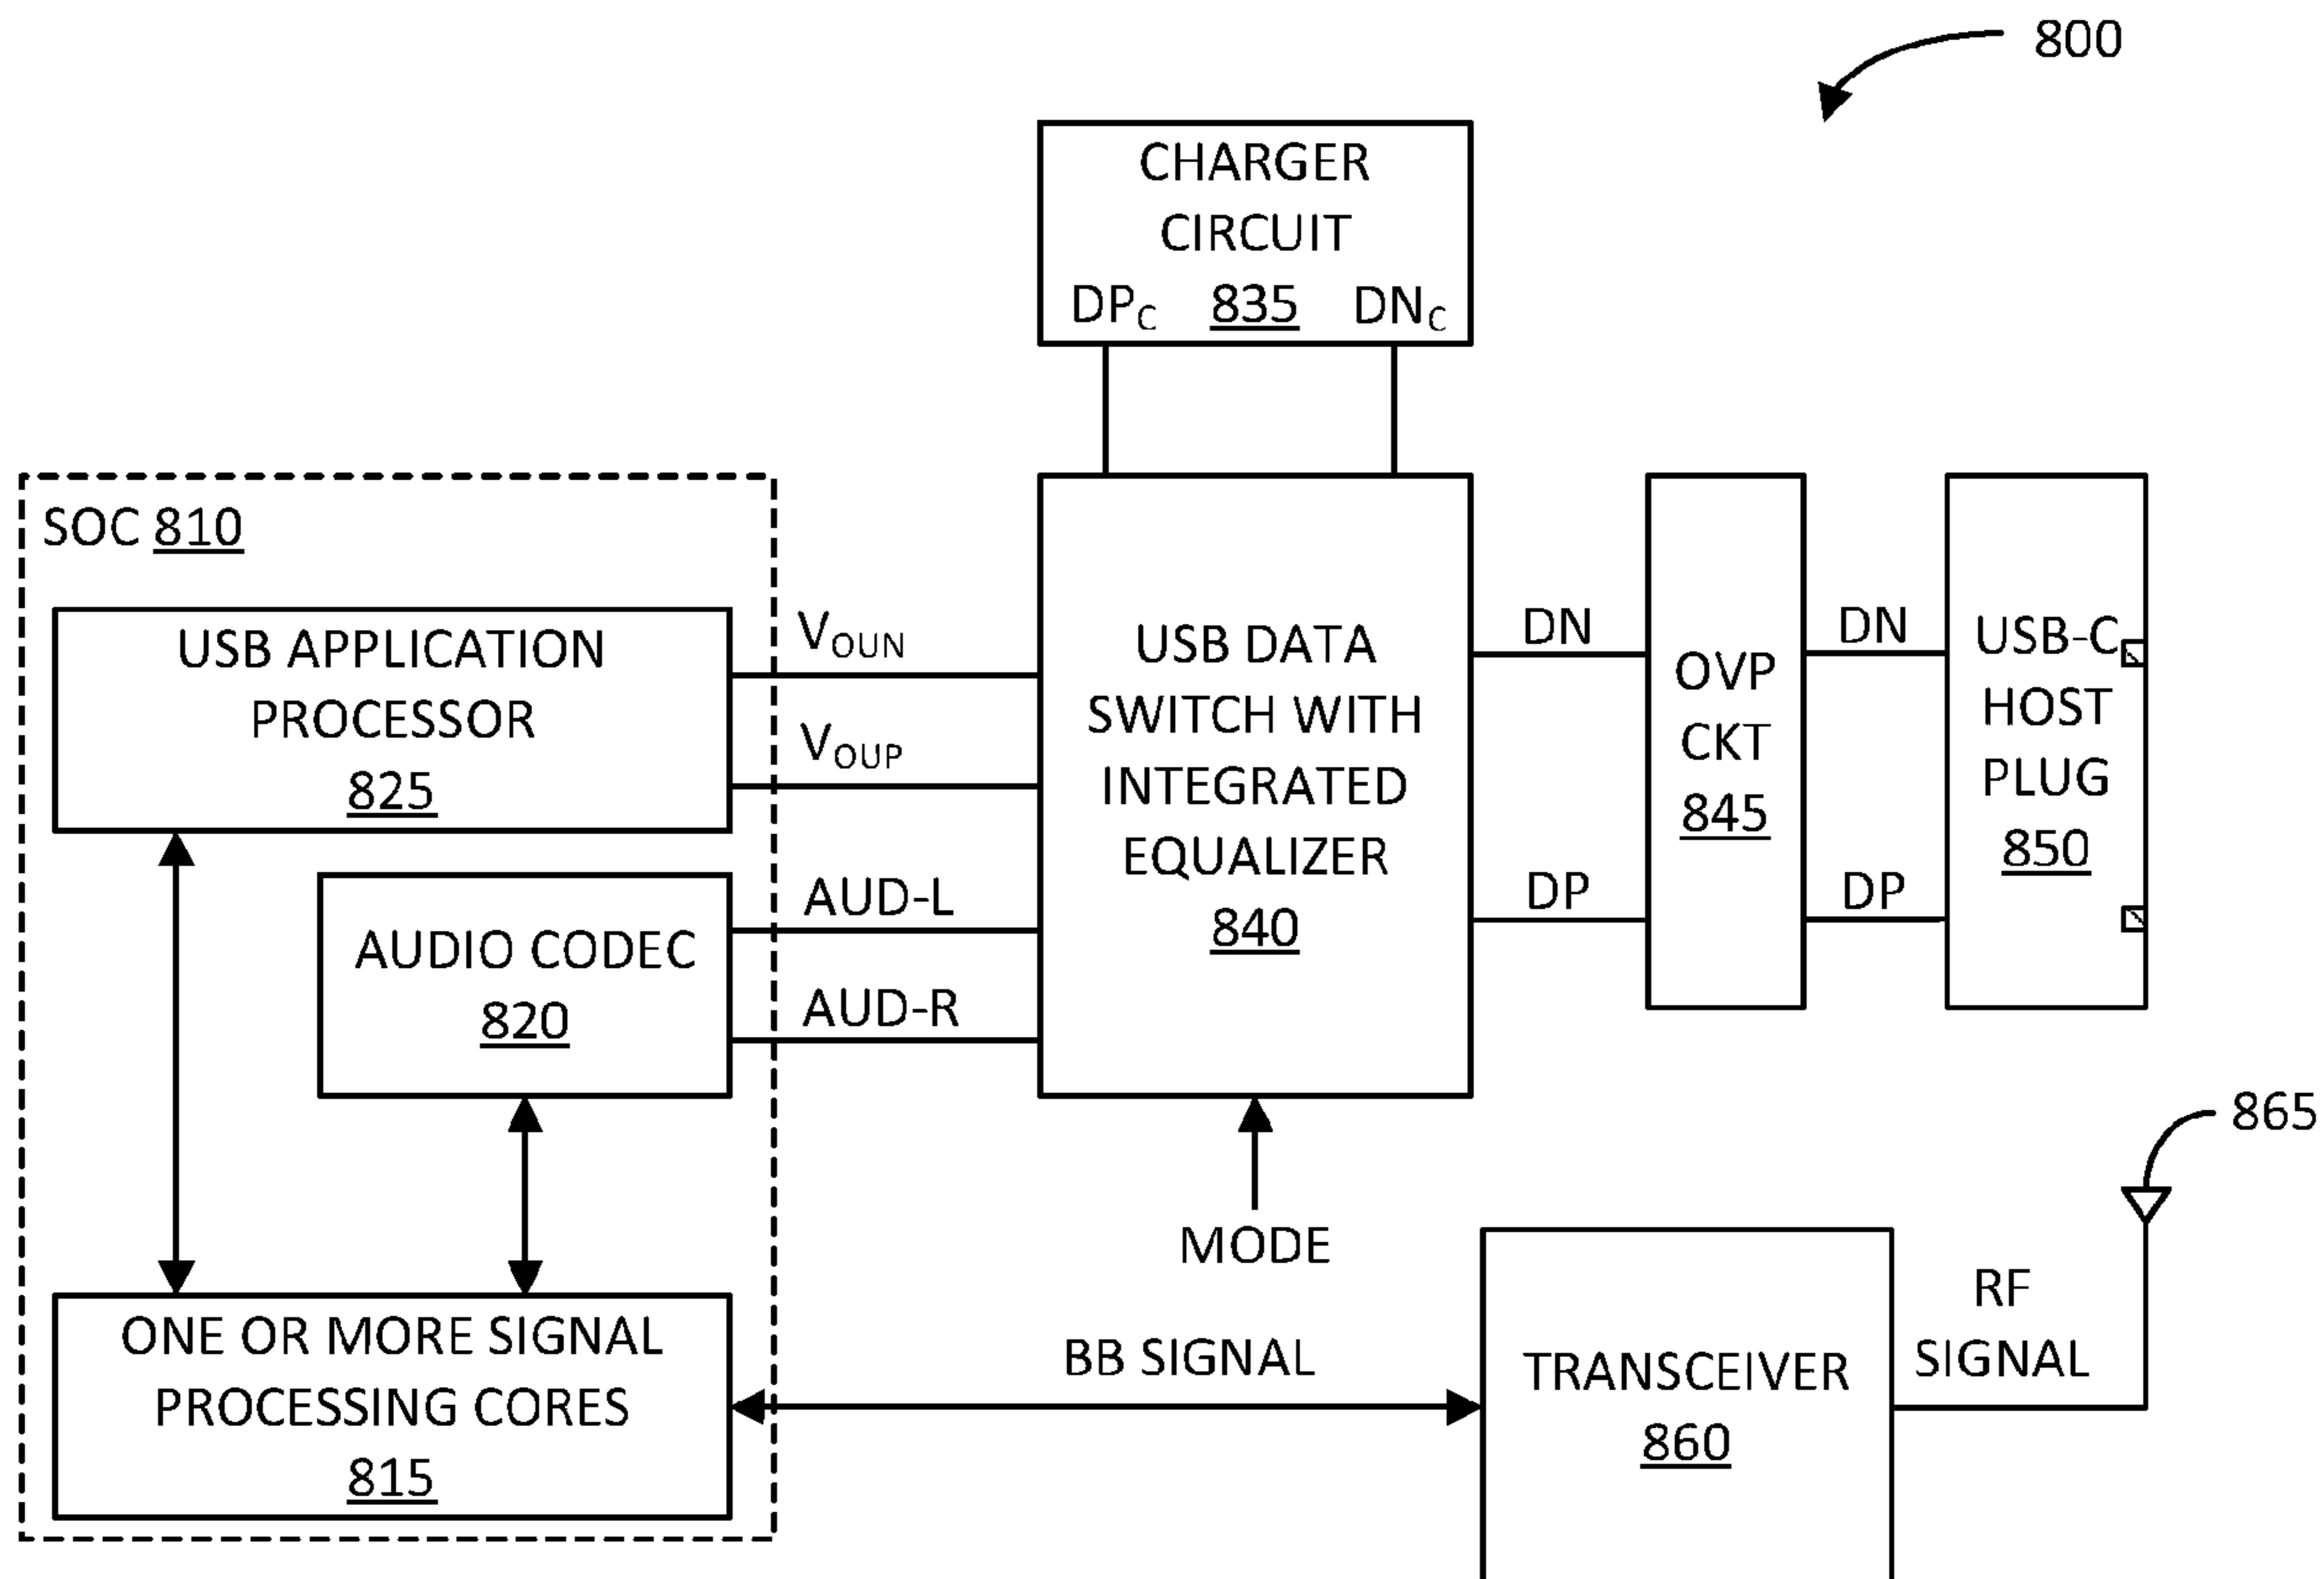 800
CHARGER
CIRCUIT
DPC 835 DNC
SOC 810
USB APPLICATION
PROCESSOR
825
VOUN
VOUP
AUDIO CODEC
820
AUD-L
AUD-R
USB DATA
SWITCH WITH
INTEGRATED
EQUALIZER
840
DN
DP
OVP
CKT
845
DN
DP
USB-C
HOST
PLUG
850
MODE
865
ONE OR MORE SIGNAL
PROCESSING CORES
815
BB SIGNAL
TRANSCEIVER
860
RF
SIGNAL